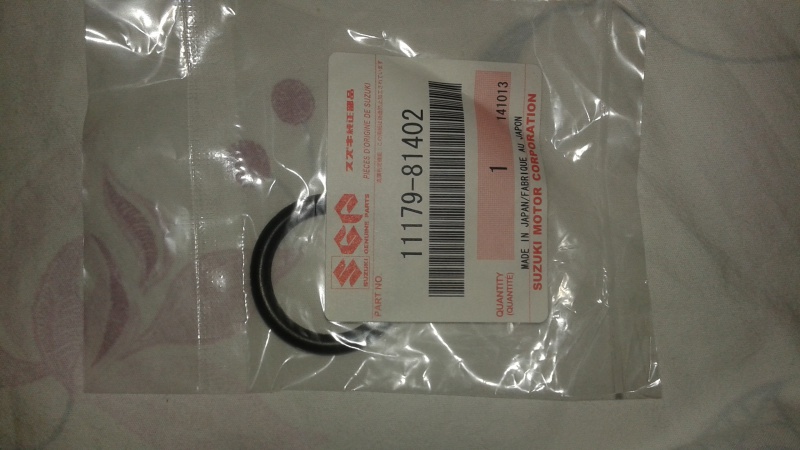 SGP
SUZUKI GENUINE PARTS
スズキ純正部品
PIECES D'ORIGINE DE SUZUKI
PART NO.
11179-81402
QUANTITY
(QUANTITE)
1
141013
MADE IN JAPAN/FABRIQUE AU JAPON
SUZUKI MOTOR CORPORATION